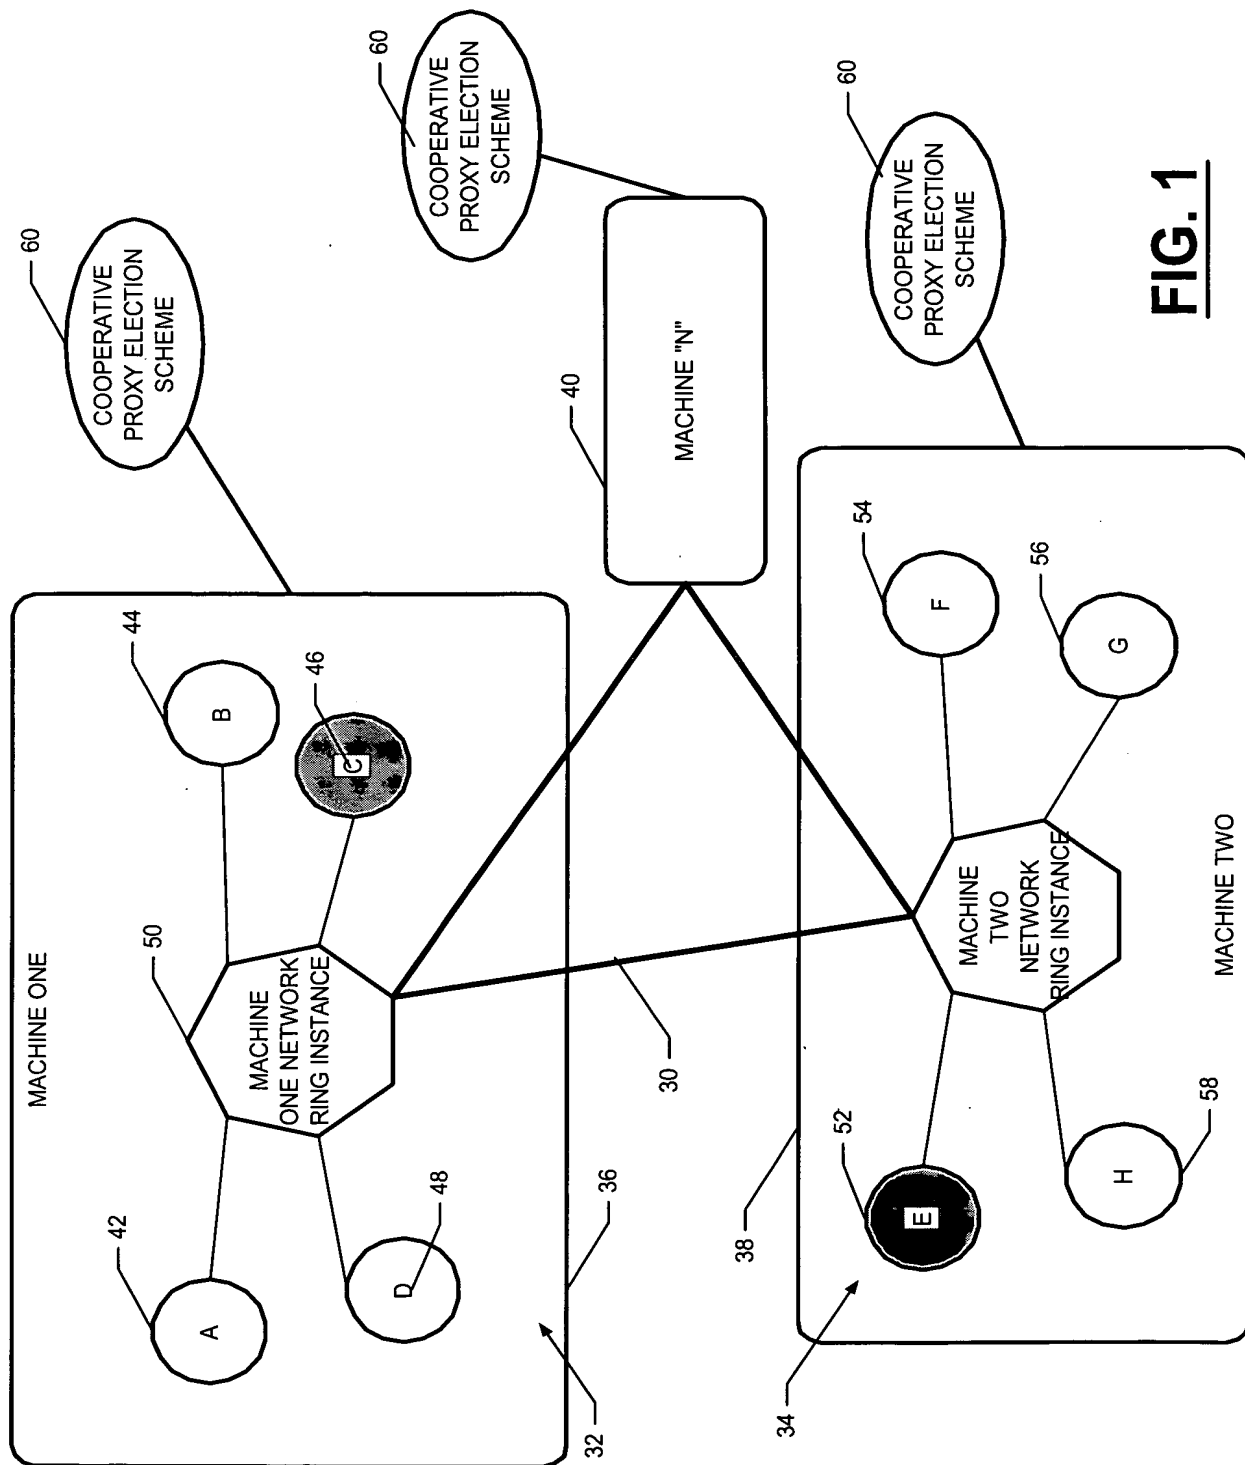 MACHINE ONE
42
A
D
48
50
MACHINE
ONE NETWORK
RING INSTANCE
44
B
46
C
32
36
60
COOPERATIVE
PROXY ELECTION
SCHEME
60
COOPERATIVE
PROXY ELECTION
SCHEME
40
MACHINE "N"
30
34
38
52
E
H
58
MACHINE
TWO
NETWORK
RING INSTANCE
54
F
56
G
MACHINE TWO
60
COOPERATIVE
PROXY ELECTION
SCHEME
FIG. 1